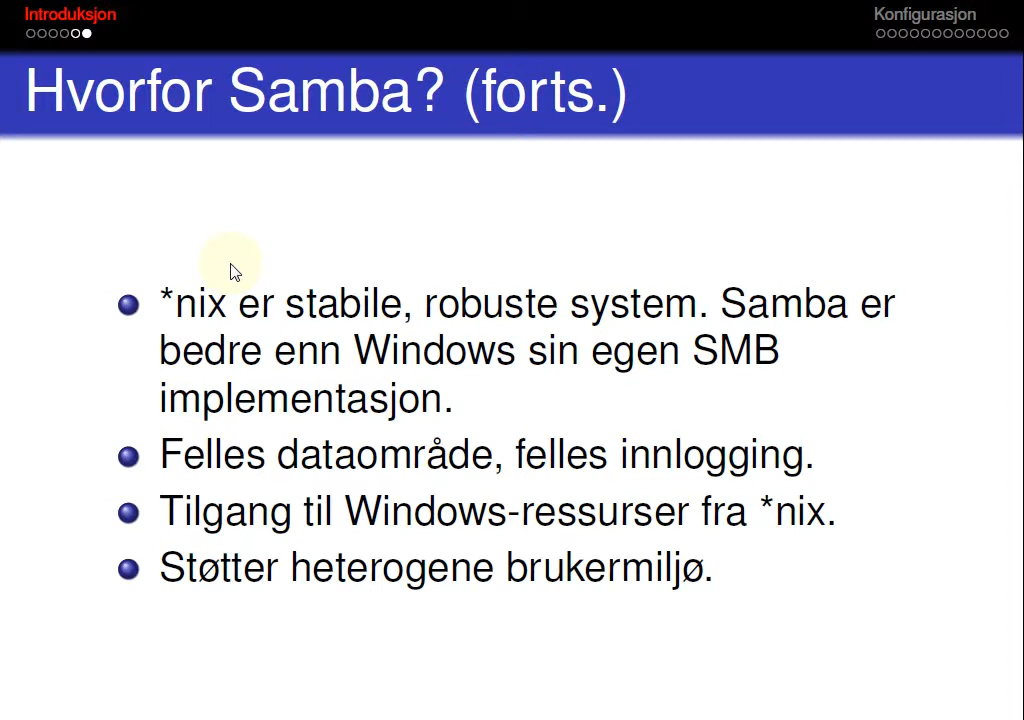 Introduksjon
Konfigurasjon
Hvorfor Samba? (forts.)
*nix er stabile, robuste system. Samba er
bedre enn Windows sin egen SMB
implementasjon.
Felles dataområde, felles innlogging.
Tilgang til Windows-ressurser fra *nix.
Støtter heterogene brukermiljø.